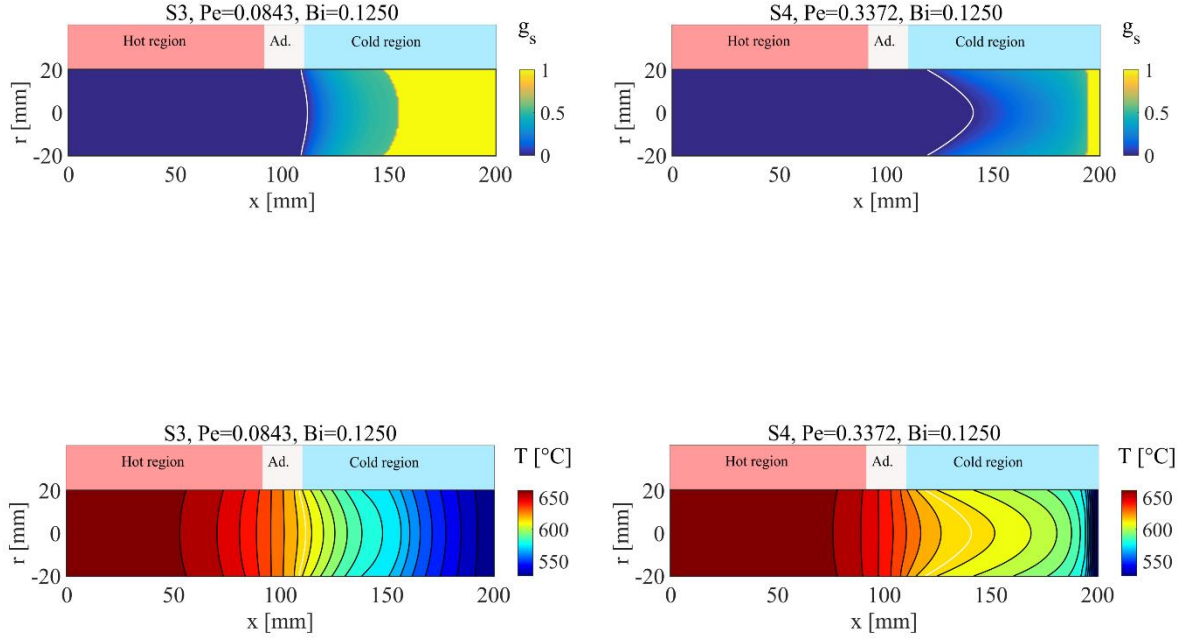 S3, Pe=0.0843, Bi=0.1250
Hot region Ad. Cold region
g_s
20
0
-20
r [mm]
0 50 100 150 200
x [mm]
1
0.5
0
S4, Pe=0.3372, Bi=0.1250
Hot region Ad. Cold region
g_s
20
0
-20
r [mm]
0 50 100 150 200
x [mm]
1
0.5
0
S3, Pe=0.0843, Bi=0.1250
Hot region Ad. Cold region
T [°C]
20
0
-20
r [mm]
0 50 100 150 200
x [mm]
650
600
550
S4, Pe=0.3372, Bi=0.1250
Hot region Ad. Cold region
T [°C]
20
0
-20
r [mm]
0 50 100 150 200
x [mm]
650
600
550